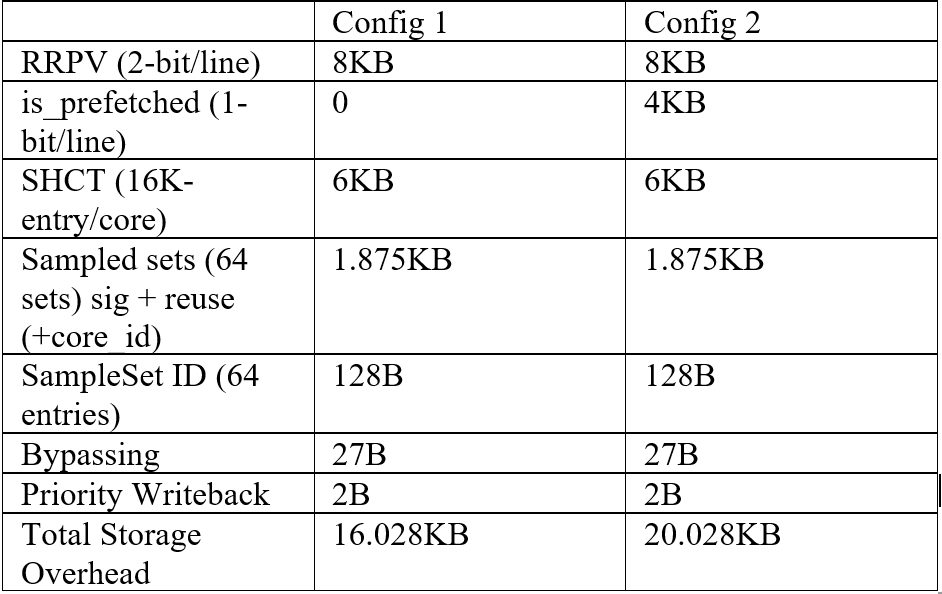 Config 1 Config 2
RRPV (2-bit/line) 8KB 8KB
is_prefetched (1- 0 4KB
bit/line)
SHCT (16K- 6KB 6KB
entry/core)
Sampled sets (64 1.875KB 1.875KB
sets) sig + reuse
(+core_id)
SampleSet ID (64 128B 128B
entries)
Bypassing 27B 27B
Priority Writeback 2B 2B
Total Storage 16.028KB 20.028KB
Overhead